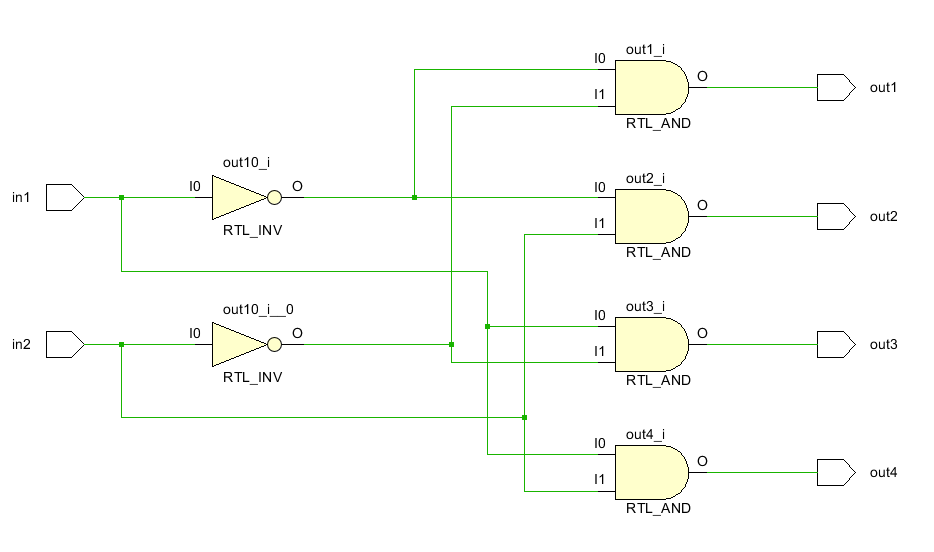 out1_i
I0
O
I1
out1
RTL_AND
out10_i
out2_i
in1
I0
O
I0
O
I1
out2
RTL_INV
RTL_AND
out10_i__0
out3_i
in2
I0
O
I0
O
I1
out3
RTL_INV
RTL_AND
out4_i
I0
O
I1
out4
RTL_AND